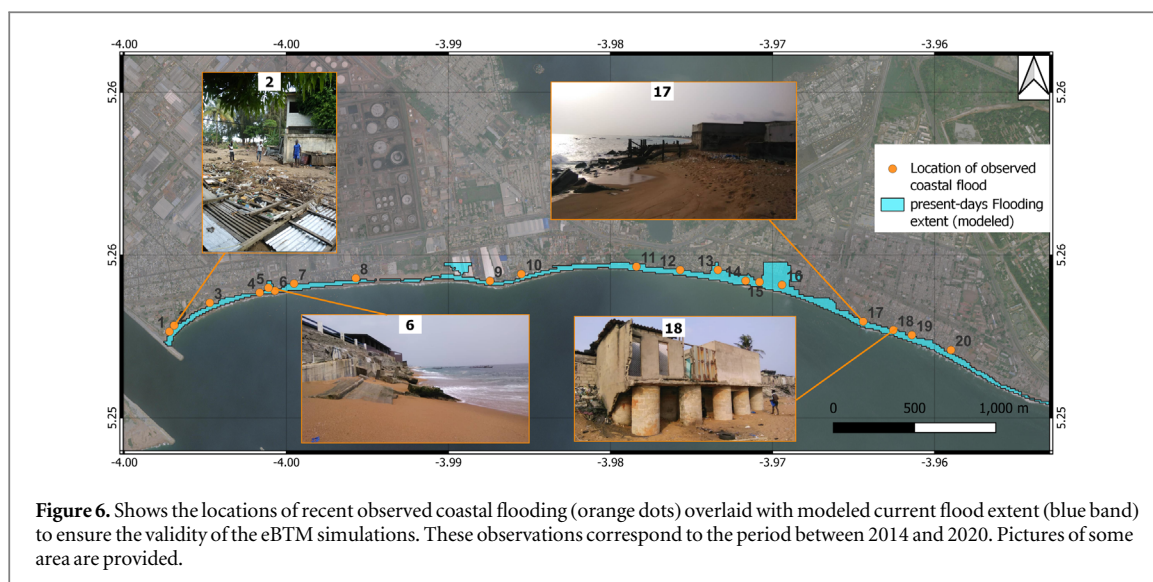 -4.00 -4.00 -3.99 -3.98 -3.97 -3.96
5.26 5.26
2
17
Location of observed
coastal flood
present-days Flooding
extent (modeled)
5.26 5.26
1 3 4 5 6 7 8 9 10 11 12 13 14 15 16 17 18 19 20
6
18
0 500 1,000 m
5.25 5.25
-4.00 -4.00 -3.99 -3.98 -3.97 -3.96
Figure 6. Shows the locations of recent observed coastal flooding (orange dots) overlaid with modeled current flood extent (blue band)
to ensure the validity of the eBTM simulations. These observations correspond to the period between 2014 and 2020. Pictures of some
area are provided.